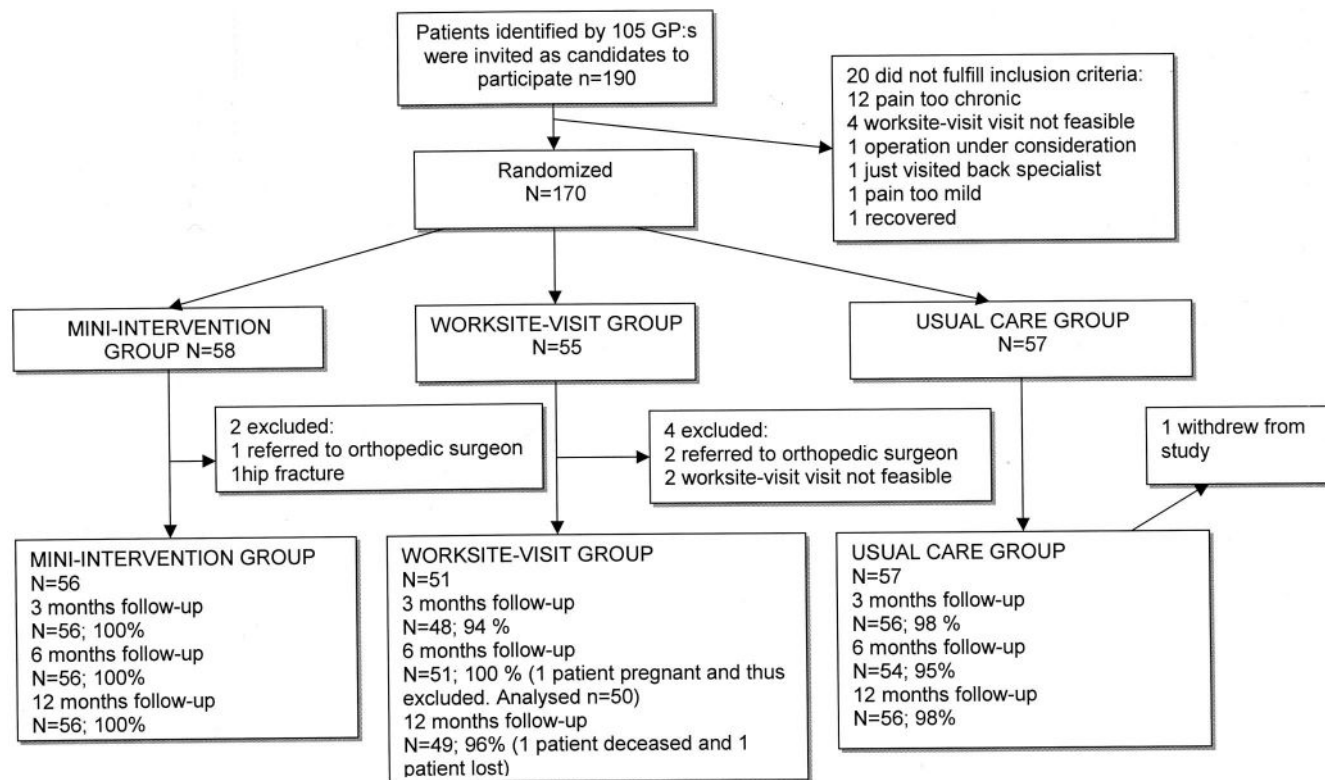 Patients identified by 105 GP:s
were invited as candidates to
participate n=190
20 did not fulfill inclusion criteria:
12 pain too chronic
4 worksite-visit visit not feasible
1 operation under consideration
1 just visited back specialist
1 pain too mild
1 recovered
Randomized
N=170
MINI-INTERVENTION
GROUP N=58
WORKSITE-VISIT GROUP
N=55
USUAL CARE GROUP
N=57
2 excluded:
1 referred to orthopedic surgeon
1hip fracture
4 excluded:
2 referred to orthopedic surgeon
2 worksite-visit visit not feasible
1 withdrew from
study
MINI-INTERVENTION GROUP
N=56
3 months follow-up
N=56; 100%
6 months follow-up
N=56; 100%
12 months follow-up
N=56; 100%
WORKSITE-VISIT GROUP
N=51
3 months follow-up
N=48; 94 %
6 months follow-up
N=51; 100 % (1 patient pregnant and thus
excluded. Analysed n=50)
12 months follow-up
N=49; 96% (1 patient deceased and 1
patient lost)
USUAL CARE GROUP
N=57
3 months follow-up
N=56; 98 %
6 months follow-up
N=54; 95%
12 months follow-up
N=56; 98%